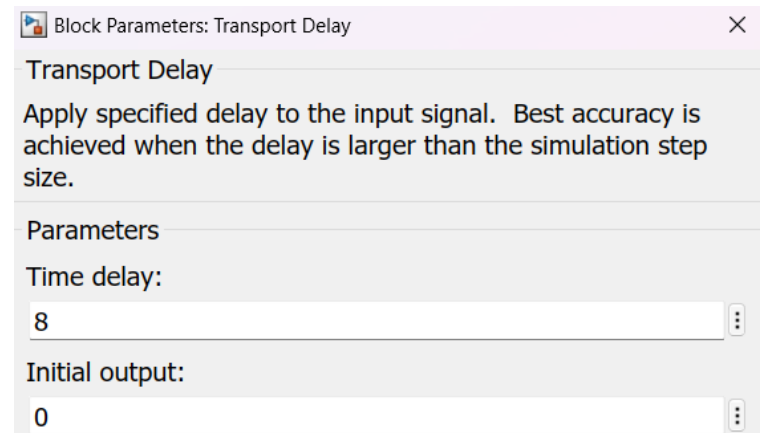 Block Parameters: Transport Delay
Transport Delay
Apply specified delay to the input signal.  Best accuracy is
achieved when the delay is larger than the simulation step
size.
Parameters
Time delay:
8
Initial output:
0